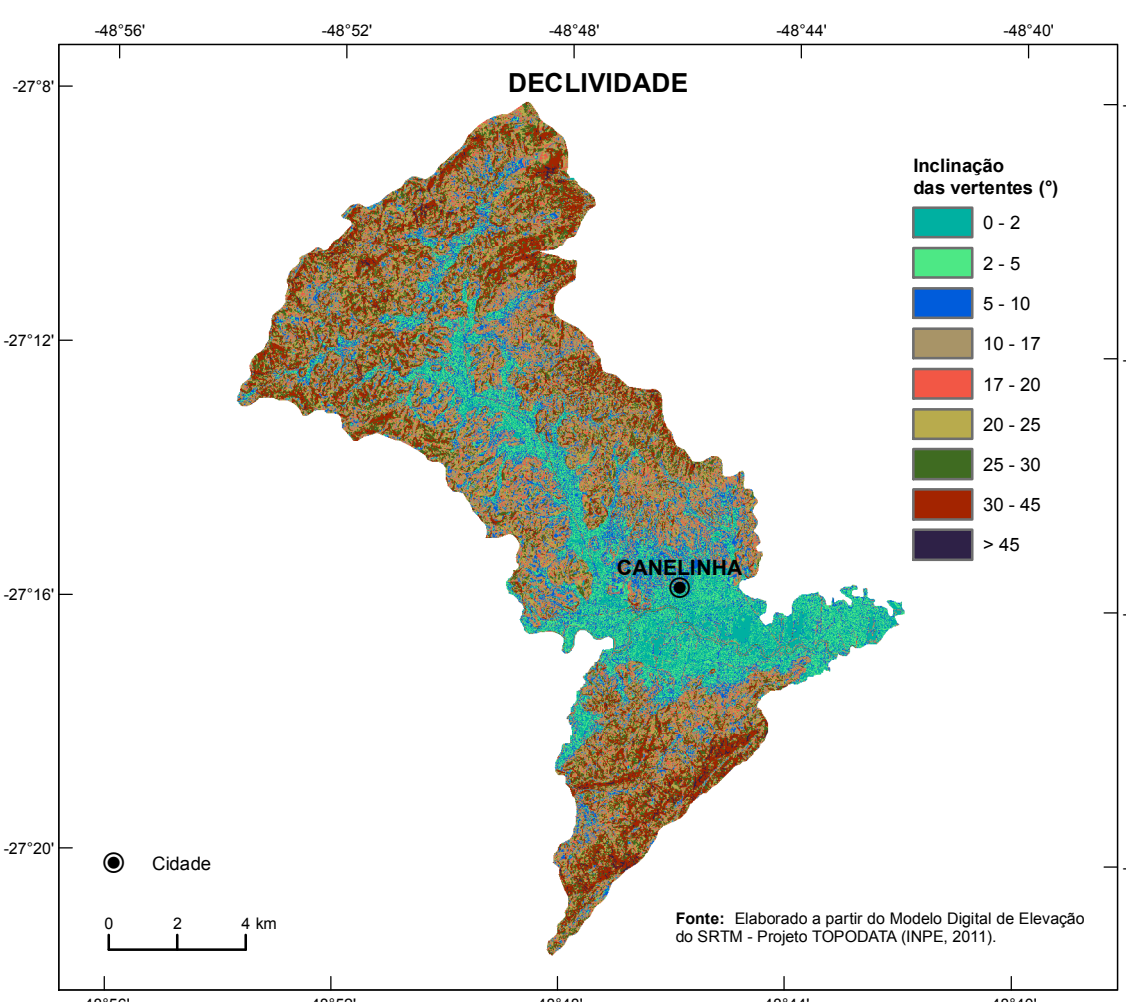 -48°56' -48°52' -48°48' -48°44' -48°40'
DECLIVIDADE
-27°8'
-27°12'
-27°16'
-27°20'
Inclinação
das vertentes (°)
0 - 2
2 - 5
5 - 10
10 - 17
17 - 20
20 - 25
25 - 30
30 - 45
> 45
CANELINHA
Cidade
0 2 4 km
Fonte: Elaborado a partir do Modelo Digital de Elevação
do SRTM - Projeto TOPODATA (INPE, 2011).